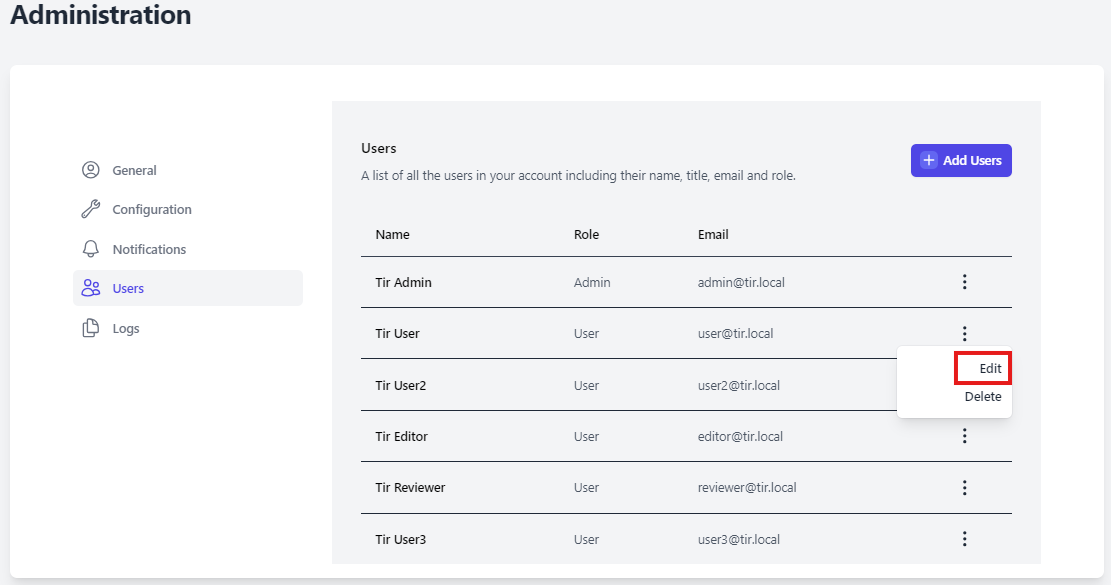 Administration
General
Configuration
Notifications
Users
Logs
Users
A list of all the users in your account including their name, title, email and role.
Add Users
Name Role Email
Tir Admin Admin admin@tir.local
Tir User User user@tir.local
Edit
Tir User2 User user2@tir.local
Delete
Tir Editor User editor@tir.local
Tir Reviewer User reviewer@tir.local
Tir User3 User user3@tir.local